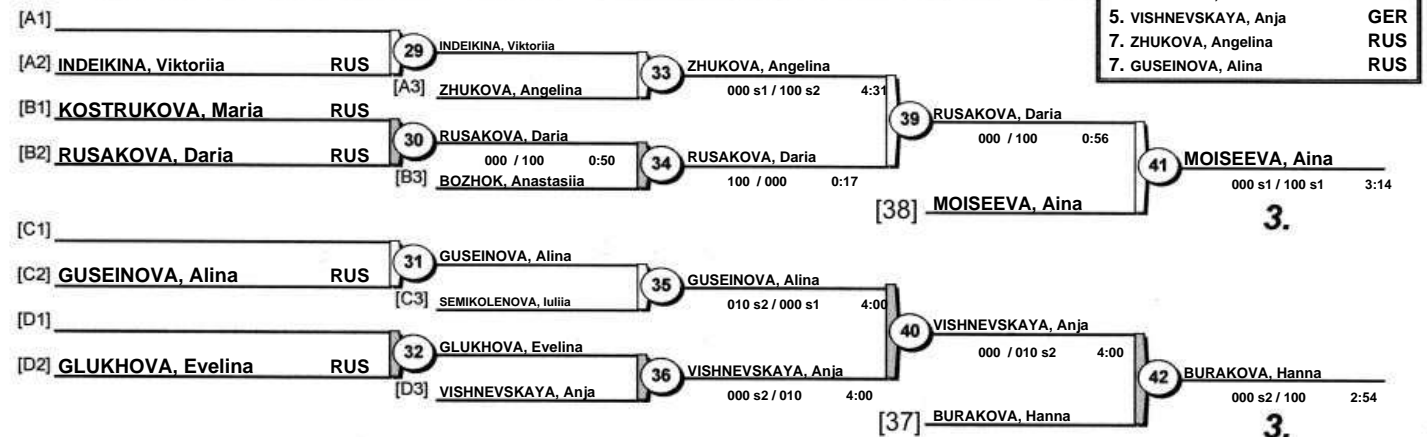 5. VISHNEVSKAYA, Anja GER
7. ZHUKOVA, Angelina RUS
7. GUSEINOVA, Alina RUS
[A1]
[A2] INDEIKINA, Viktoriia RUS
29
INDEIKINA, Viktoriia
[A3] ZHUKOVA, Angelina
33
ZHUKOVA, Angelina
000 s1 / 100 s2 4:31
[B1] KOSTRUKOVA, Maria RUS
[B2] RUSAKOVA, Daria RUS
30
RUSAKOVA, Daria
000 / 100 0:50
[B3] BOZHOK, Anastasiia
34
RUSAKOVA, Daria
100 / 000 0:17
39
RUSAKOVA, Daria
000 / 100 0:56
[38] MOISEEVA, Aina
41
MOISEEVA, Aina
000 s1 / 100 s1 3:14
3.
[C1]
[C2] GUSEINOVA, Alina RUS
31
GUSEINOVA, Alina
[C3] SEMIKOLENOVA, Iuliia
35
GUSEINOVA, Alina
010 s2 / 000 s1 4:00
[D1]
[D2] GLUKHOVA, Evelina RUS
32
GLUKHOVA, Evelina
[D3] VISHNEVSKAYA, Anja
36
VISHNEVSKAYA, Anja
000 s2 / 010 4:00
40
VISHNEVSKAYA, Anja
000 / 010 s2 4:00
[37] BURAKOVA, Hanna
42
BURAKOVA, Hanna
000 s2 / 100 2:54
3.